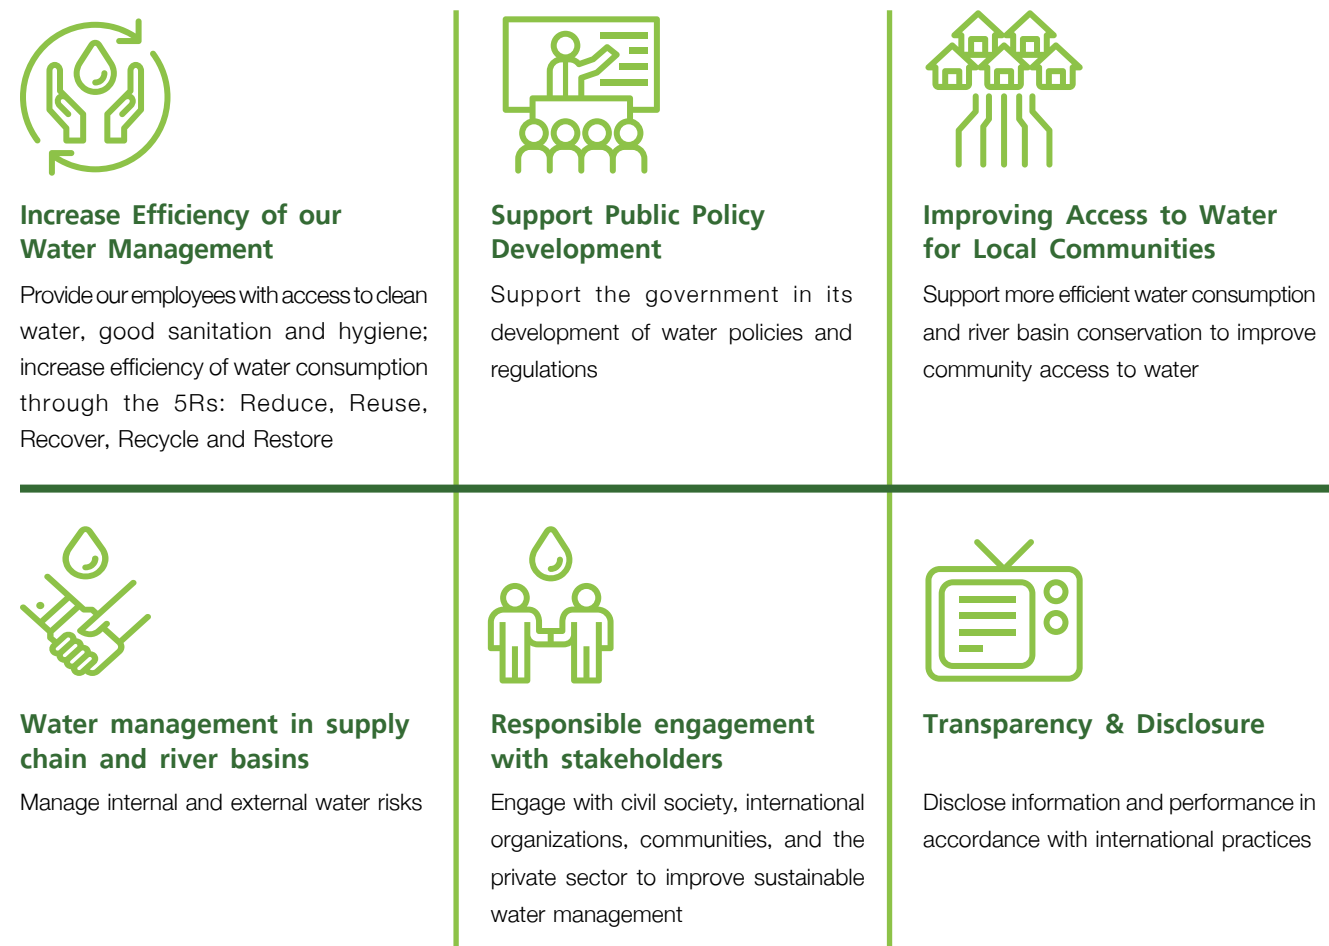 Increase Efficiency of our
Water Management
Provide our employees with access to clean
water, good sanitation and hygiene;
increase efficiency of water consumption
through the 5Rs: Reduce, Reuse,
Recover, Recycle and Restore
Support Public Policy
Development
Support the government in its
development of water policies and
regulations
Improving Access to Water
for Local Communities
Support more efficient water consumption
and river basin conservation to improve
community access to water
Water management in supply
chain and river basins
Manage internal and external water risks
Responsible engagement
with stakeholders
Engage with civil society, international
organizations, communities, and the
private sector to improve sustainable
water management
Transparency & Disclosure
Disclose information and performance in
accordance with international practices